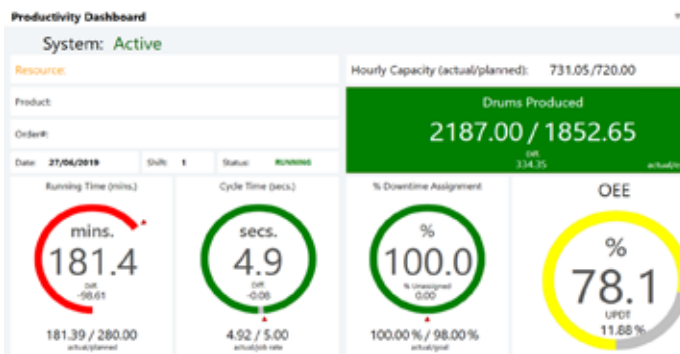 Productivity Dashboard
System: Active
Resource:
Hourly Capacity (actual/planned): 731.05/720.00
Product:
Drums Produced
2187.00 / 1852.65
Diff.
334.35
Order#:
Date: 27/06/2019 Shift: 1 Status: RUNNING
Running Time (mins.)
mins.
181.4
Diff.
-98.61
181.39 / 280.00
actual/planned
Cycle Time (secs.)
secs.
4.9
Diff.
-0.08
4.92 / 5.00
actual/job rate
% Downtime Assignment
%
100.0
% Unassigned
0.00
100.00 % / 98.00 %
actual/goal
OEE
%
78.1
UPDT
11.88 %